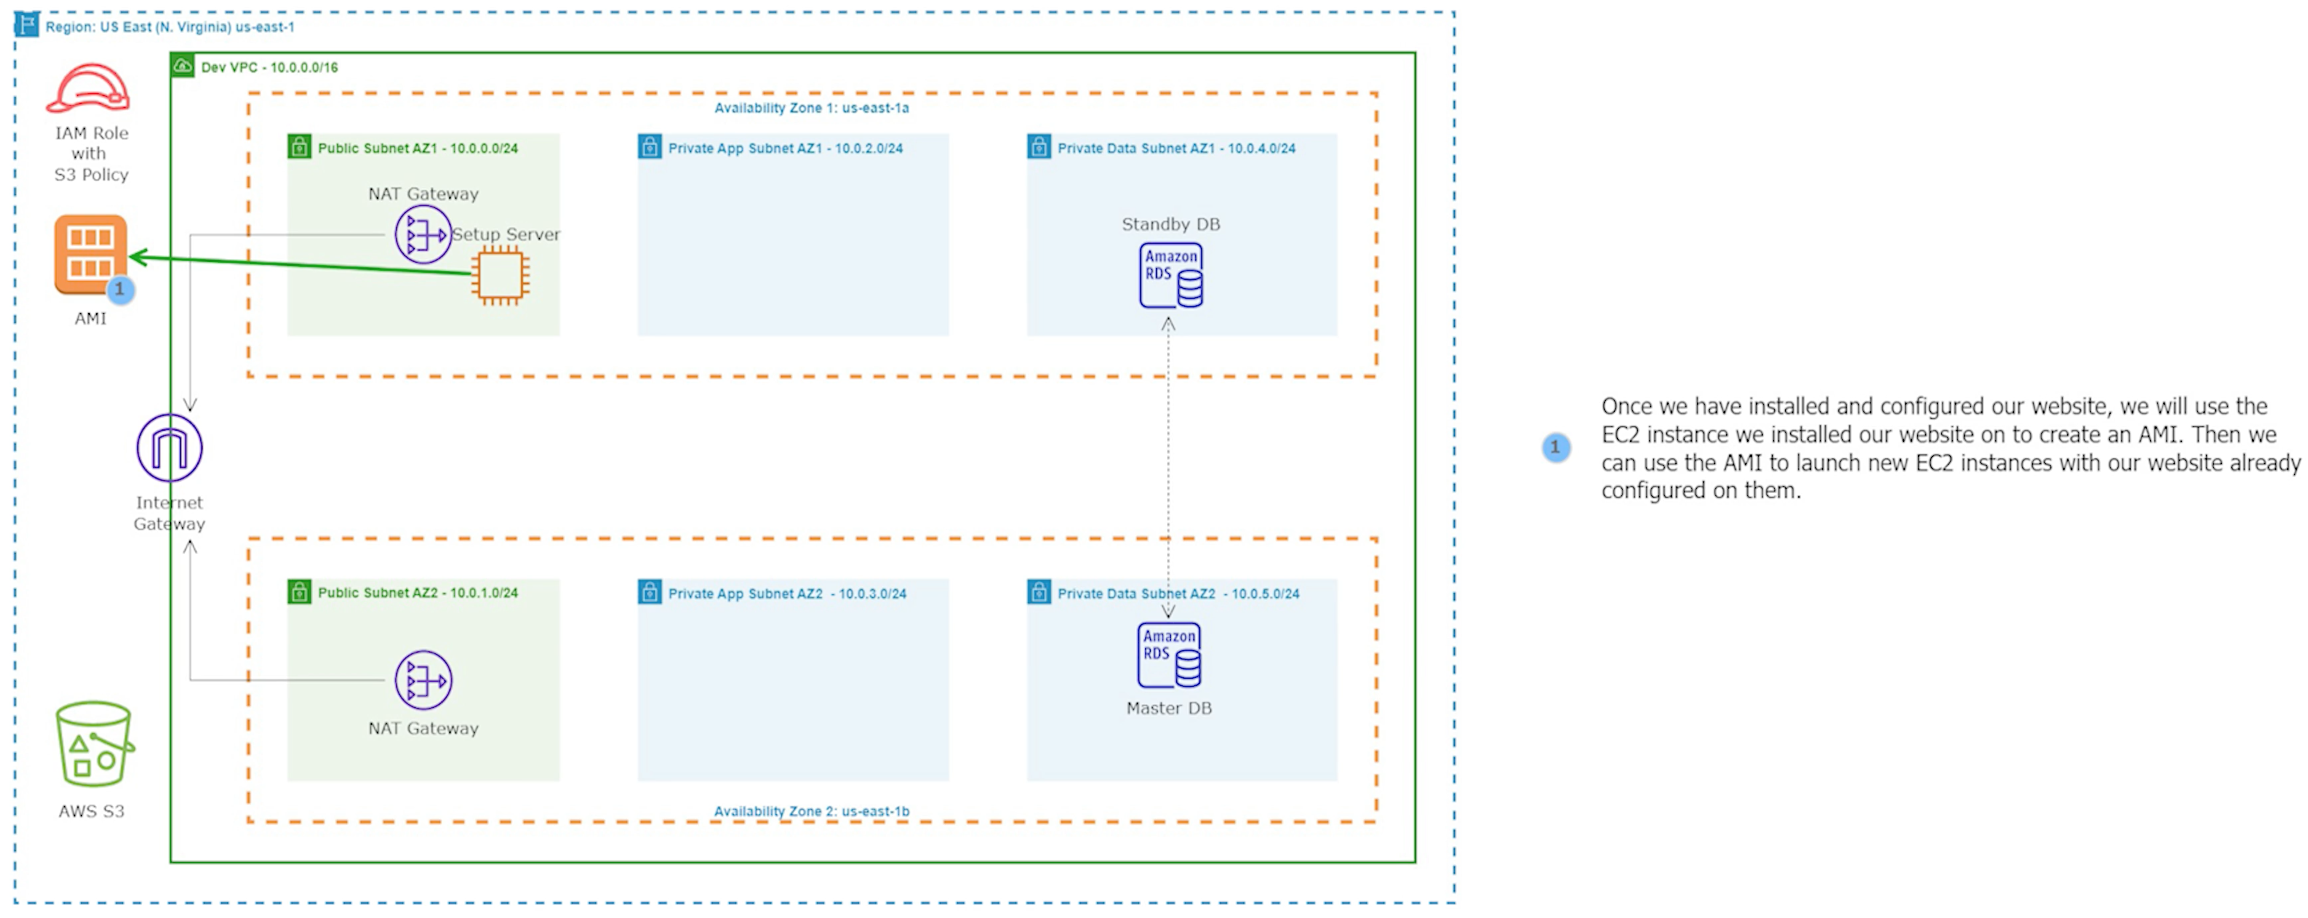 Region: US East (N. Virginia) us-east-1
Dev VPC - 10.0.0.0/16
IAM Role
with
S3 Policy
AMI
1
Availability Zone 1: us-east-1a
Public Subnet AZ1 - 10.0.0.0/24
NAT Gateway
Setup Server
Private App Subnet AZ1 - 10.0.2.0/24
Private Data Subnet AZ1 - 10.0.4.0/24
Standby DB
Amazon
RDS
Internet
Gateway
Public Subnet AZ2 - 10.0.1.0/24
NAT Gateway
Private App Subnet AZ2 - 10.0.3.0/24
Private Data Subnet AZ2 - 10.0.5.0/24
Amazon
RDS
Master DB
Availability Zone 2: us-east-1b
AWS S3
1
Once we have installed and configured our website, we will use the
EC2 instance we installed our website on to create an AMI. Then we
can use the AMI to launch new EC2 instances with our website already
configured on them.